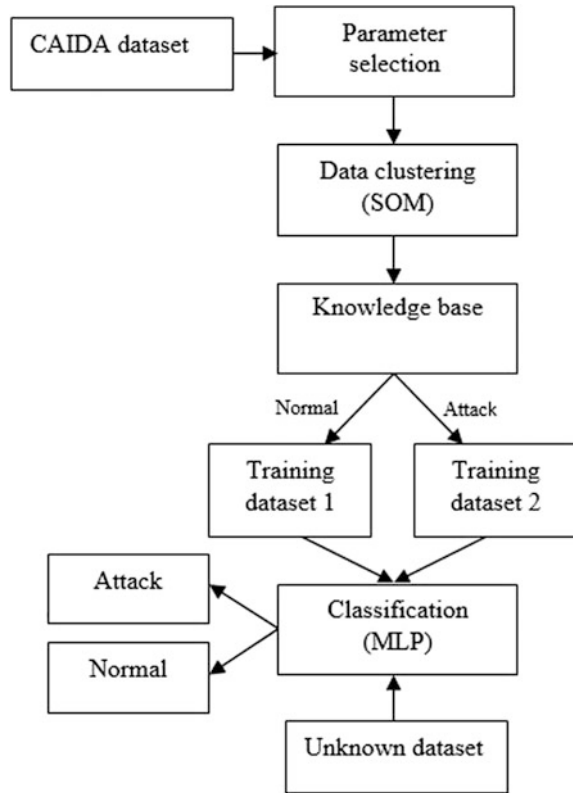 CAIDA dataset
Parameter
selection
Data clustering
(SOM)
Knowledge base
Normal
Attack
Training
dataset 1
Training
dataset 2
Attack
Normal
Classification
(MLP)
Unknown dataset